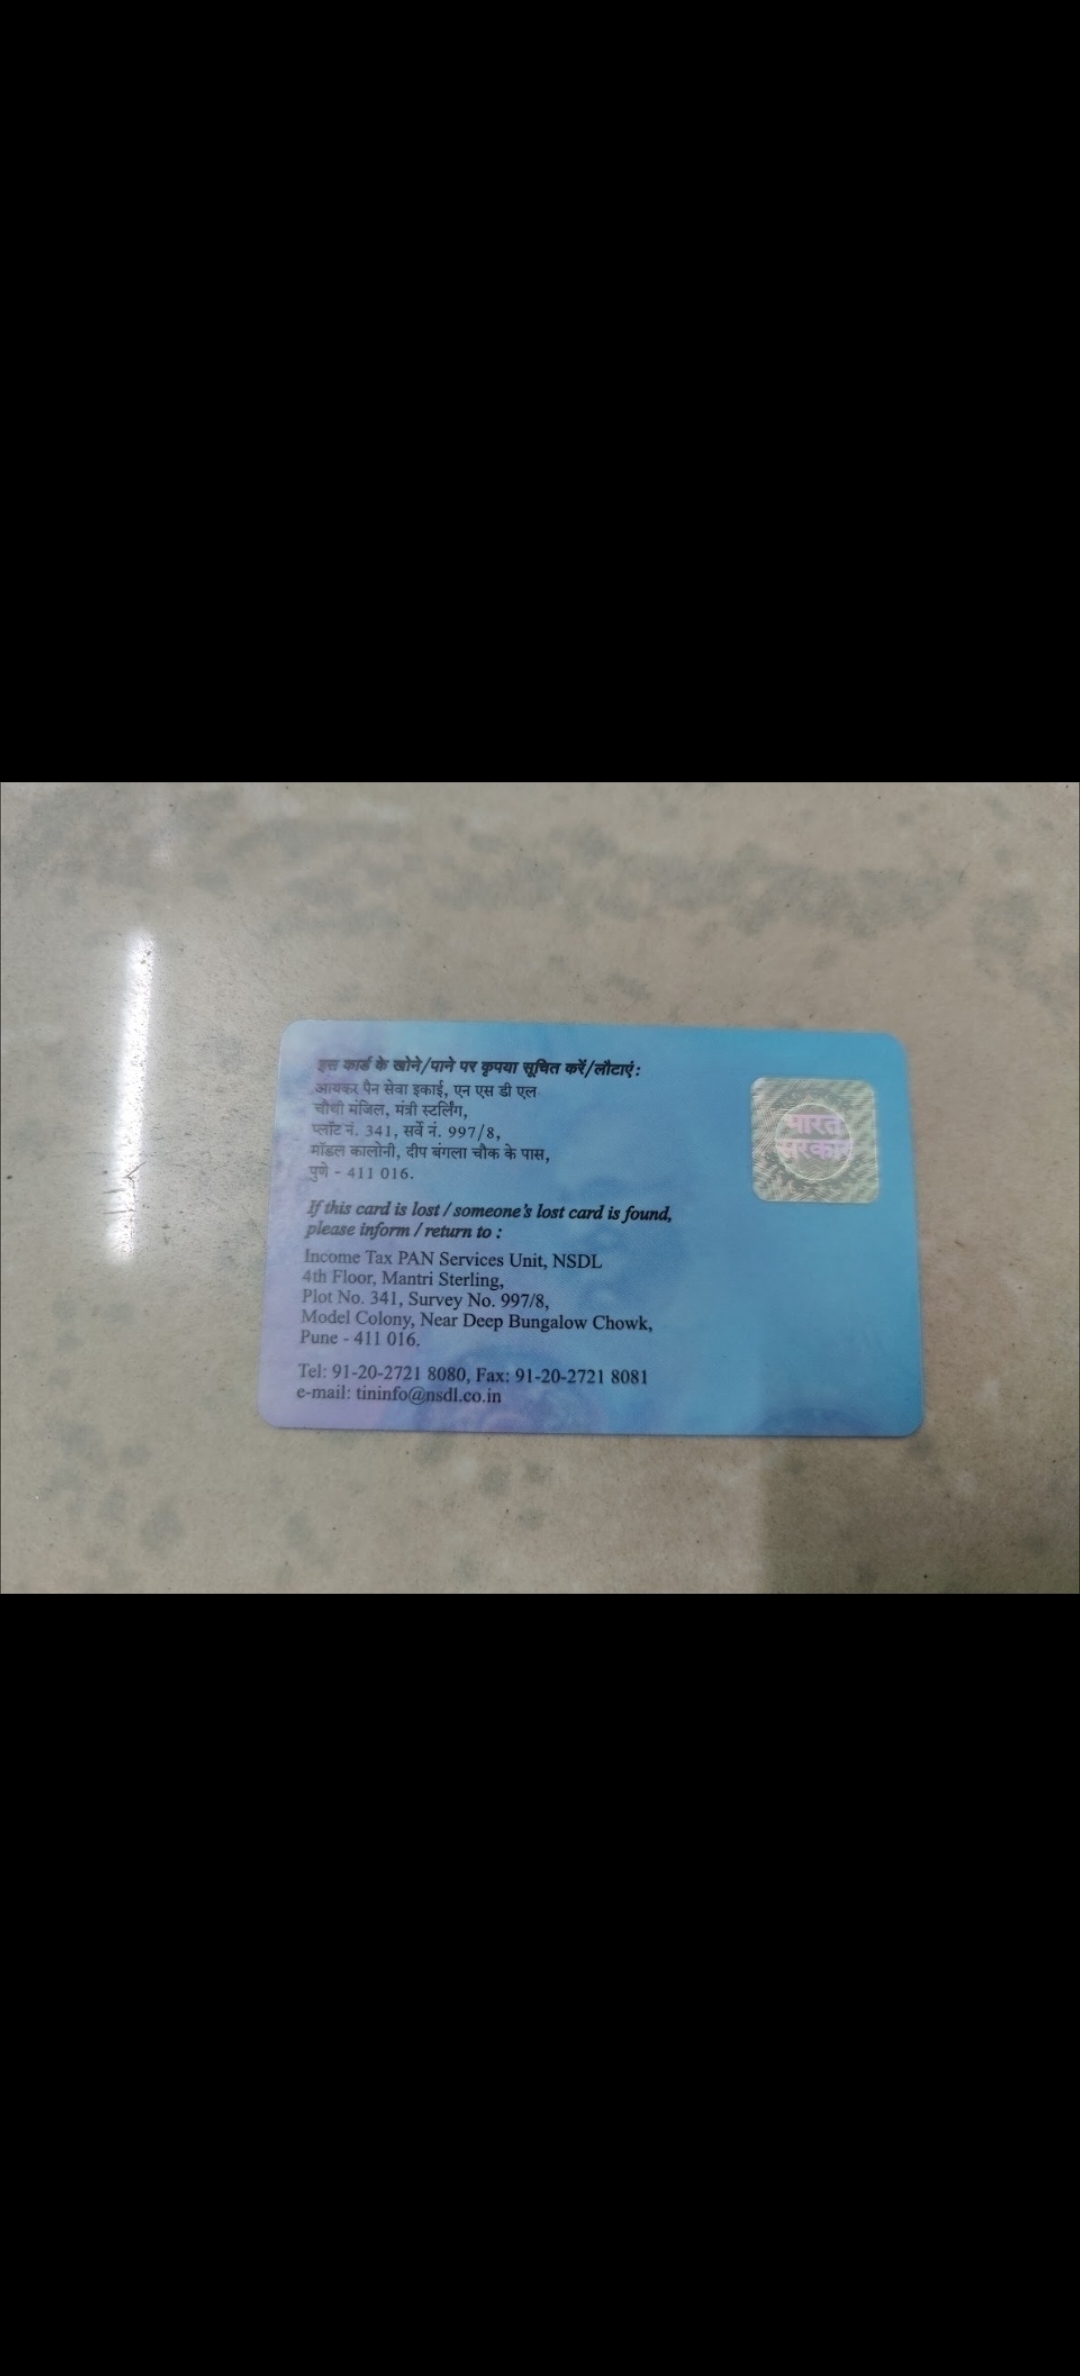 इस कार्ड के खोने/पाने पर कृपया सूचित करें/लौटाएं:
आयकर पैन सेवा इकाई, एन एस डी एल
चौथी मंजिल, मंत्री स्टर्लिंग,
प्लॉट नं. 341, सर्वे नं. 997/8,
मॉडल कालोनी, दीप बंगला चौक के पास,
पुणे - 411 016.
If this card is lost / someone's lost card is found,
please inform / return to :
Income Tax PAN Services Unit, NSDL
4th Floor, Mantri Sterling,
Plot No. 341, Survey No. 997/8,
Model Colony, Near Deep Bungalow Chowk,
Pune - 411 016.
Tel: 91-20-2721 8080, Fax: 91-20-2721 8081
e-mail: tininfo@nsdl.co.in
भारत
सरकार